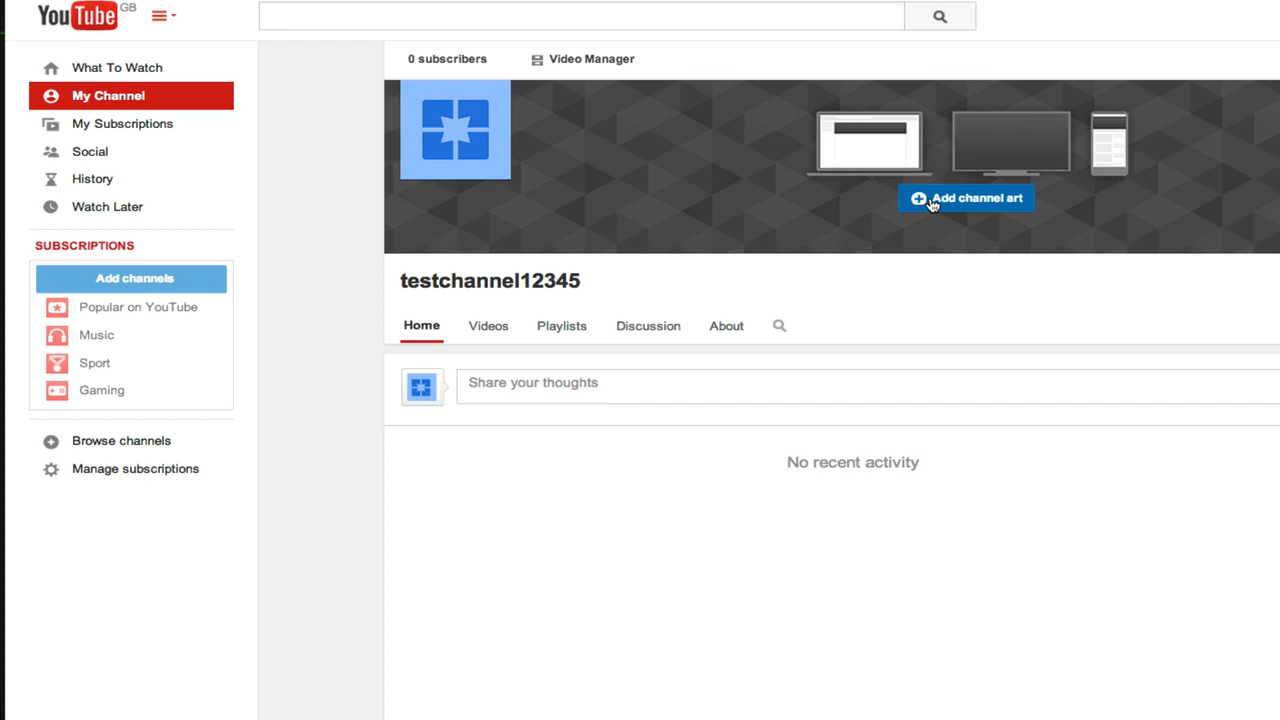 YouTube GB
0 subscribers
Video Manager
What To Watch
My Channel
My Subscriptions
Social
History
Watch Later
SUBSCRIPTIONS
Add channels
Popular on YouTube
Music
Sport
Gaming
Browse channels
Manage subscriptions
Add channel art
testchannel12345
Home Videos Playlists Discussion About
Share your thoughts
No recent activity